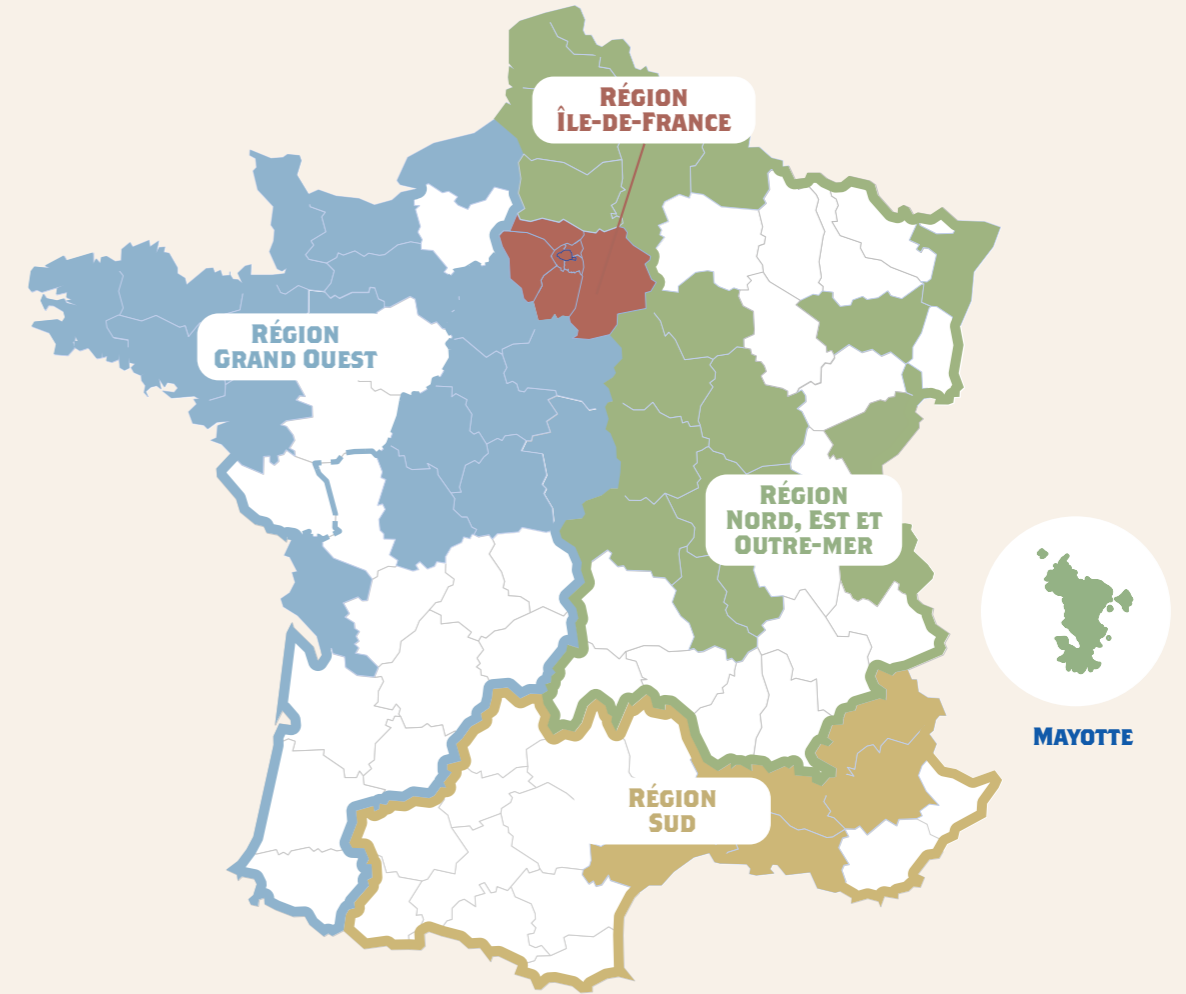 RÉGION
ÎLE-DE-FRANCE
RÉGION
GRAND OUEST
RÉGION
NORD, EST ET
OUTRE-MER
MAYOTTE
RÉGION
SUD